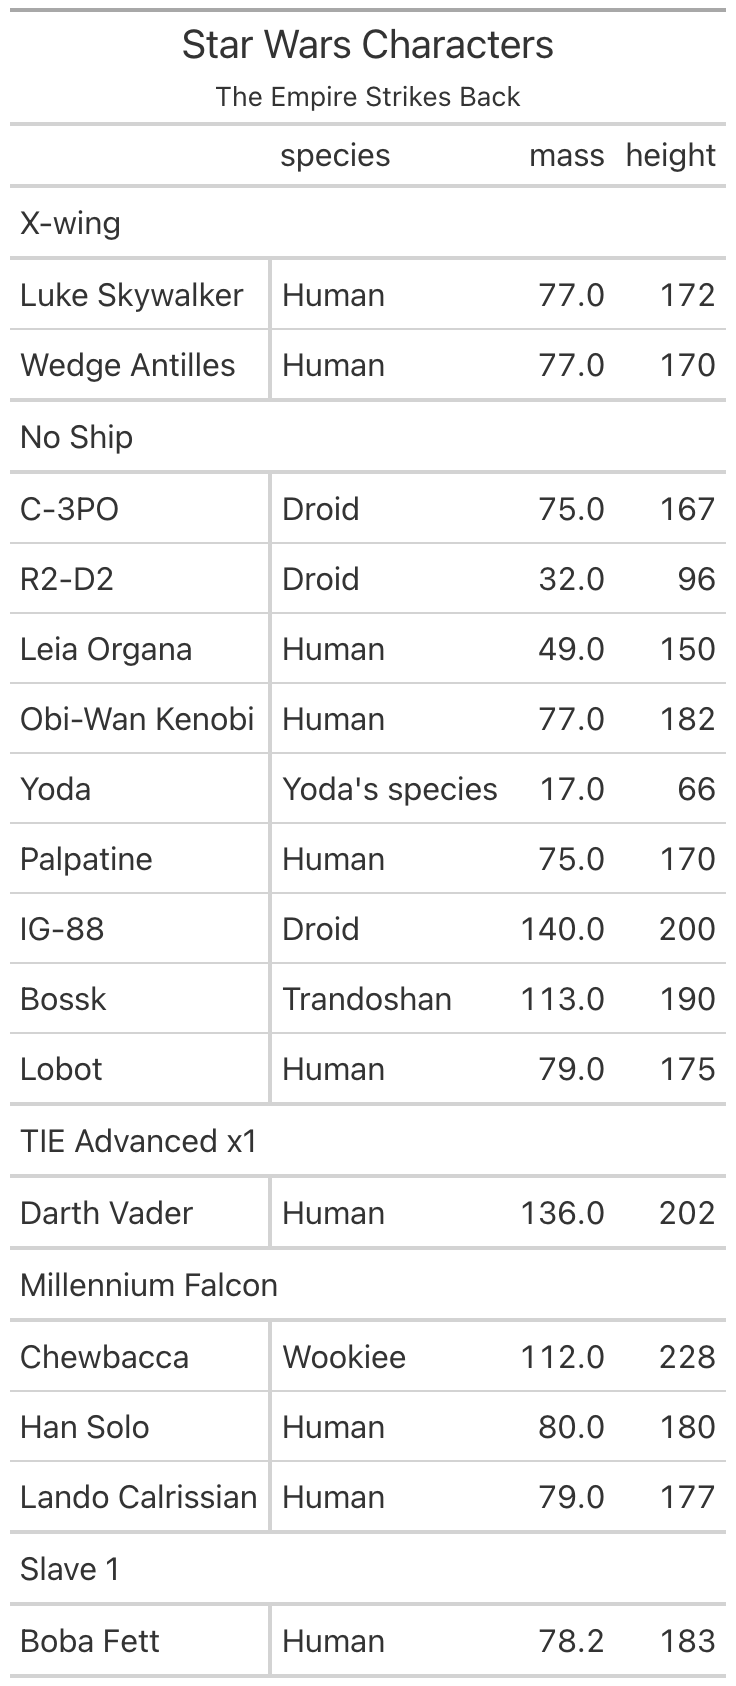 Star Wars Characters
The Empire Strikes Back
species mass height
X-wing
Luke Skywalker Human 77.0 172
Wedge Antilles Human 77.0 170
No Ship
C-3PO Droid 75.0 167
R2-D2 Droid 32.0 96
Leia Organa Human 49.0 150
Obi-Wan Kenobi Human 77.0 182
Yoda Yoda's species 17.0 66
Palpatine Human 75.0 170
IG-88 Droid 140.0 200
Bossk Trandoshan 113.0 190
Lobot Human 79.0 175
TIE Advanced x1
Darth Vader Human 136.0 202
Millennium Falcon
Chewbacca Wookiee 112.0 228
Han Solo Human 80.0 180
Lando Calrissian Human 79.0 177
Slave 1
Boba Fett Human 78.2 183